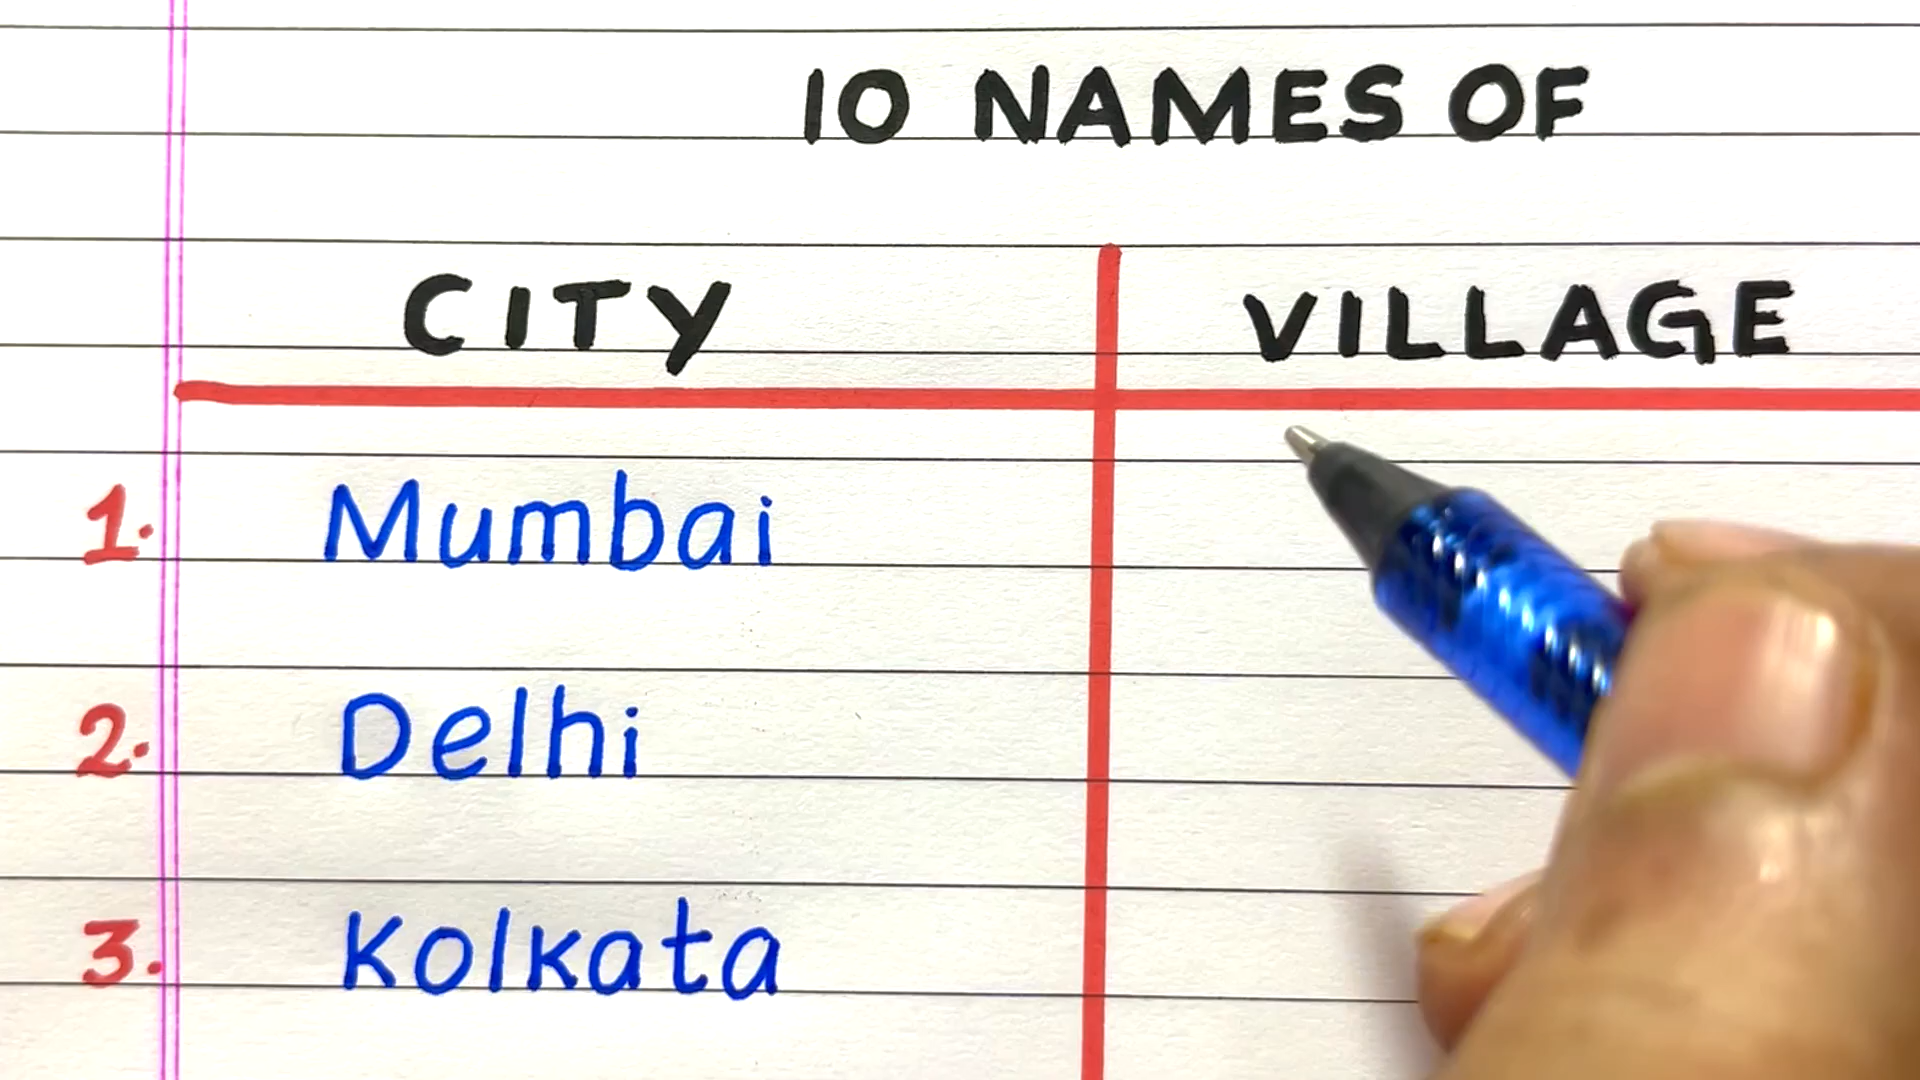 10 NAMES OF
CITY VILLAGE
1. Mumbai
2. Delhi
3. Kolkata